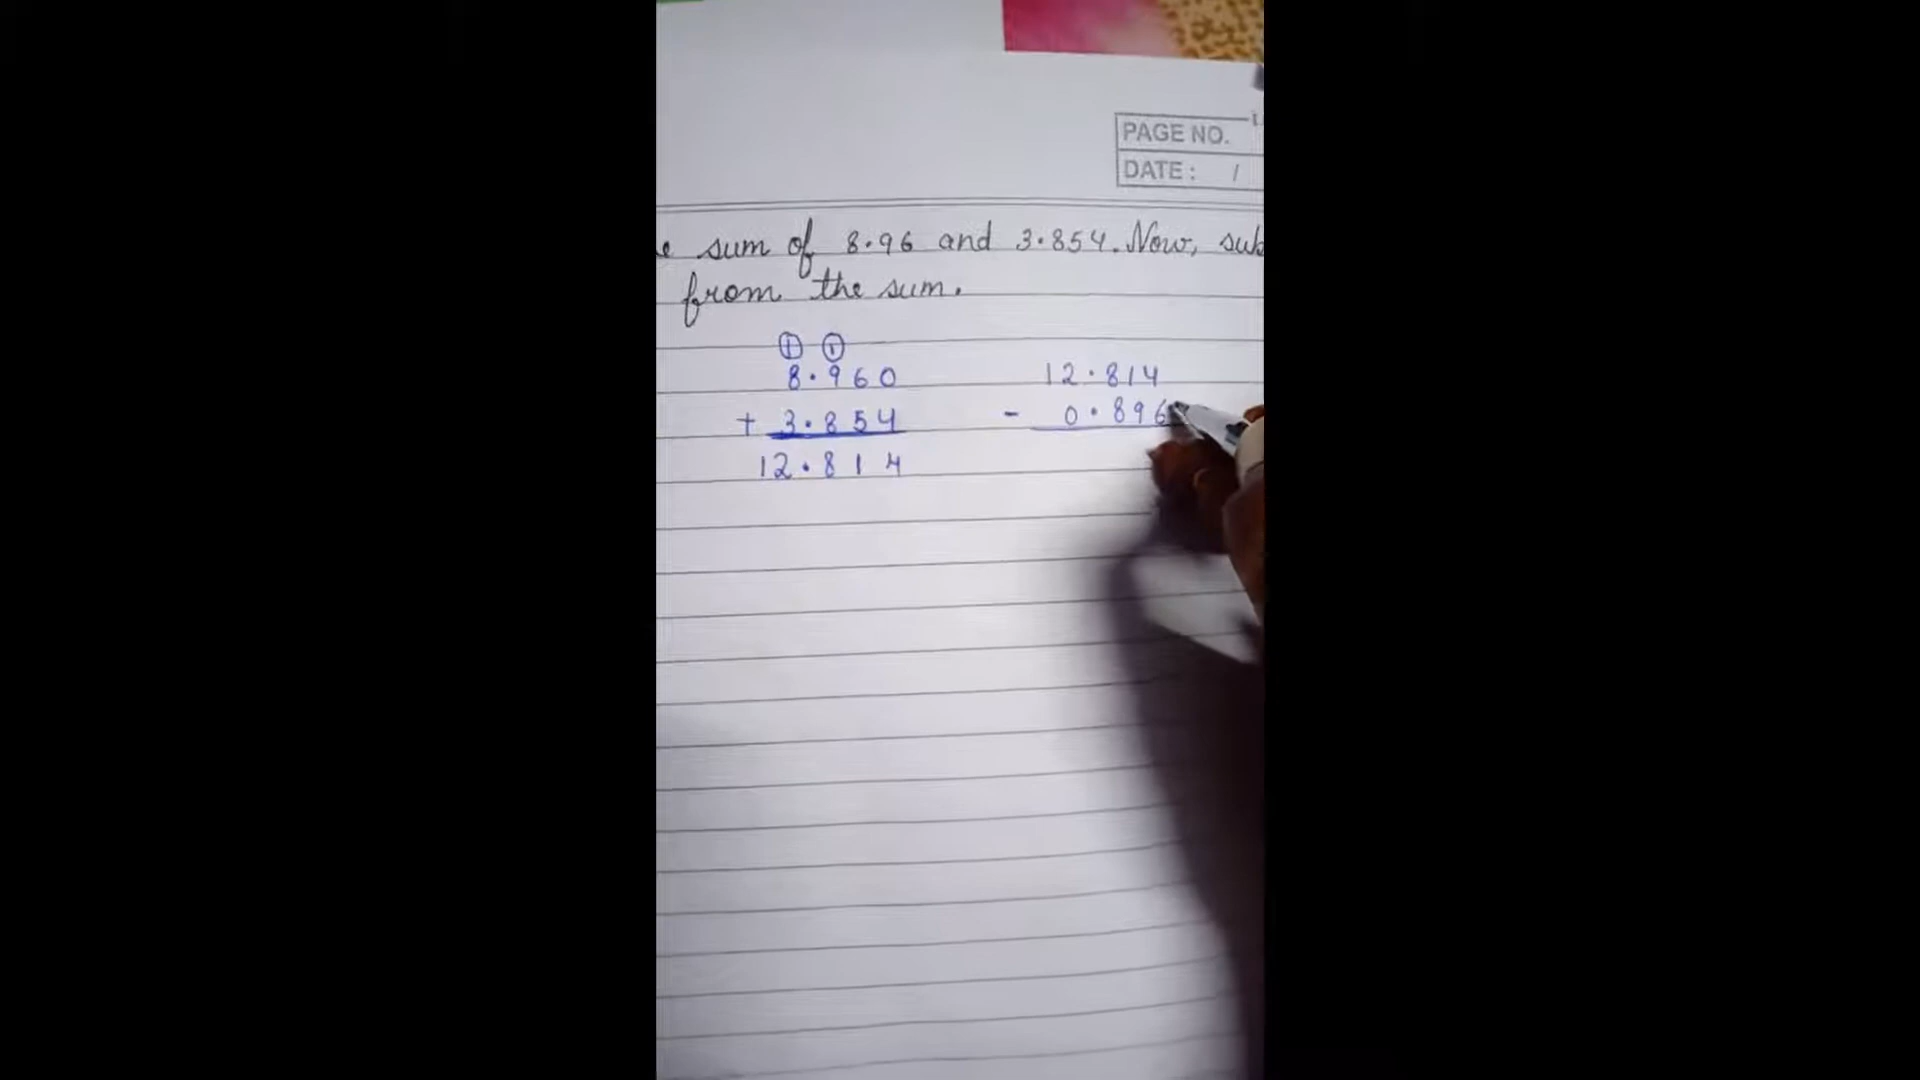 PAGE NO.
DATE : /
sum of 8.96 and 3.854. Now, sub
from the sum.
1 1
8.960
+ 3.854
12.814
12.814
- 0.896